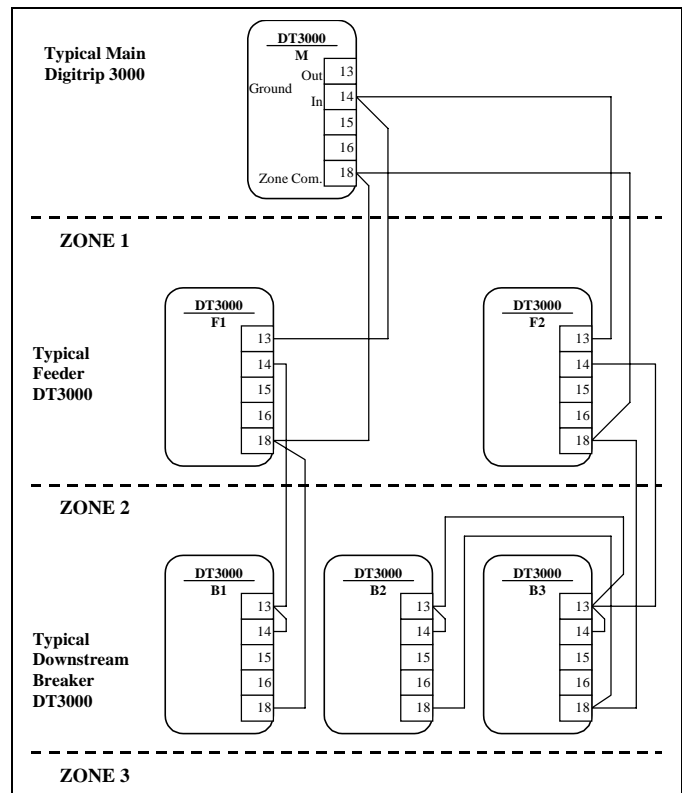 Typical Main
Digitrip 3000
DT3000
M
Ground
Out
In
Zone Com.
13
14
15
16
18
ZONE 1
Typical
Feeder
DT3000
DT3000
F1
13
14
15
16
18
DT3000
F2
13
14
15
16
18
ZONE 2
Typical
Downstream
Breaker
DT3000
DT3000
B1
13
14
15
16
18
DT3000
B2
13
14
15
16
18
DT3000
B3
13
14
15
16
18
ZONE 3